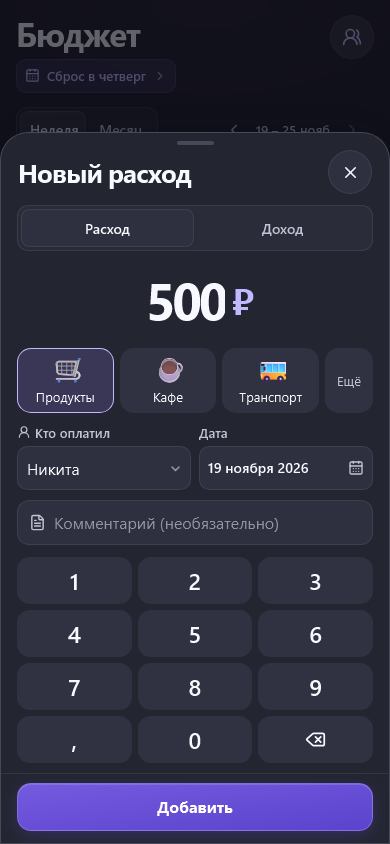 Бюджет
Сброс в четверг
Неделя Месяц 19 – 25 нояб.
Новый расход
Расход Доход
500 ₽
Продукты Кафе Транспорт Ещё
Кто оплатил Дата
Никита 19 ноября 2026
Комментарий (необязательно)
1 2 3
4 5 6
7 8 9
, 0
Добавить